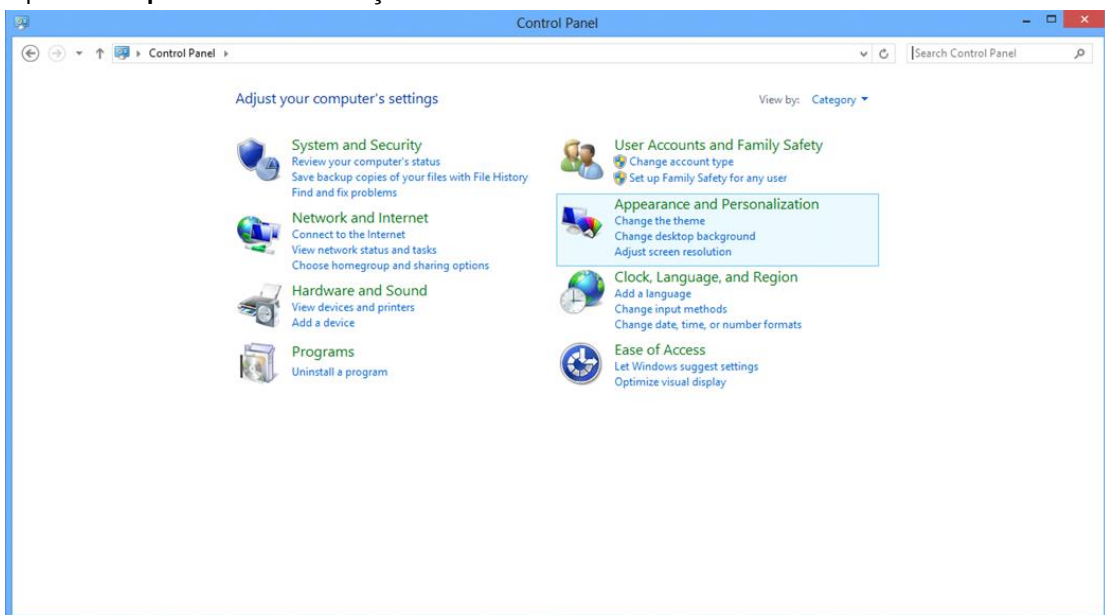 Control Panel
Control Panel
Search Control Panel
Adjust your computer's settings
View by: Category
System and Security
Review your computer's status
Save backup copies of your files with File History
Find and fix problems
Network and Internet
Connect to the Internet
View network status and tasks
Choose homegroup and sharing options
Hardware and Sound
View devices and printers
Add a device
Programs
Uninstall a program
User Accounts and Family Safety
Change account type
Set up Family Safety for any user
Appearance and Personalization
Change the theme
Change desktop background
Adjust screen resolution
Clock, Language, and Region
Add a language
Change input methods
Change date, time, or number formats
Ease of Access
Let Windows suggest settings
Optimize visual display